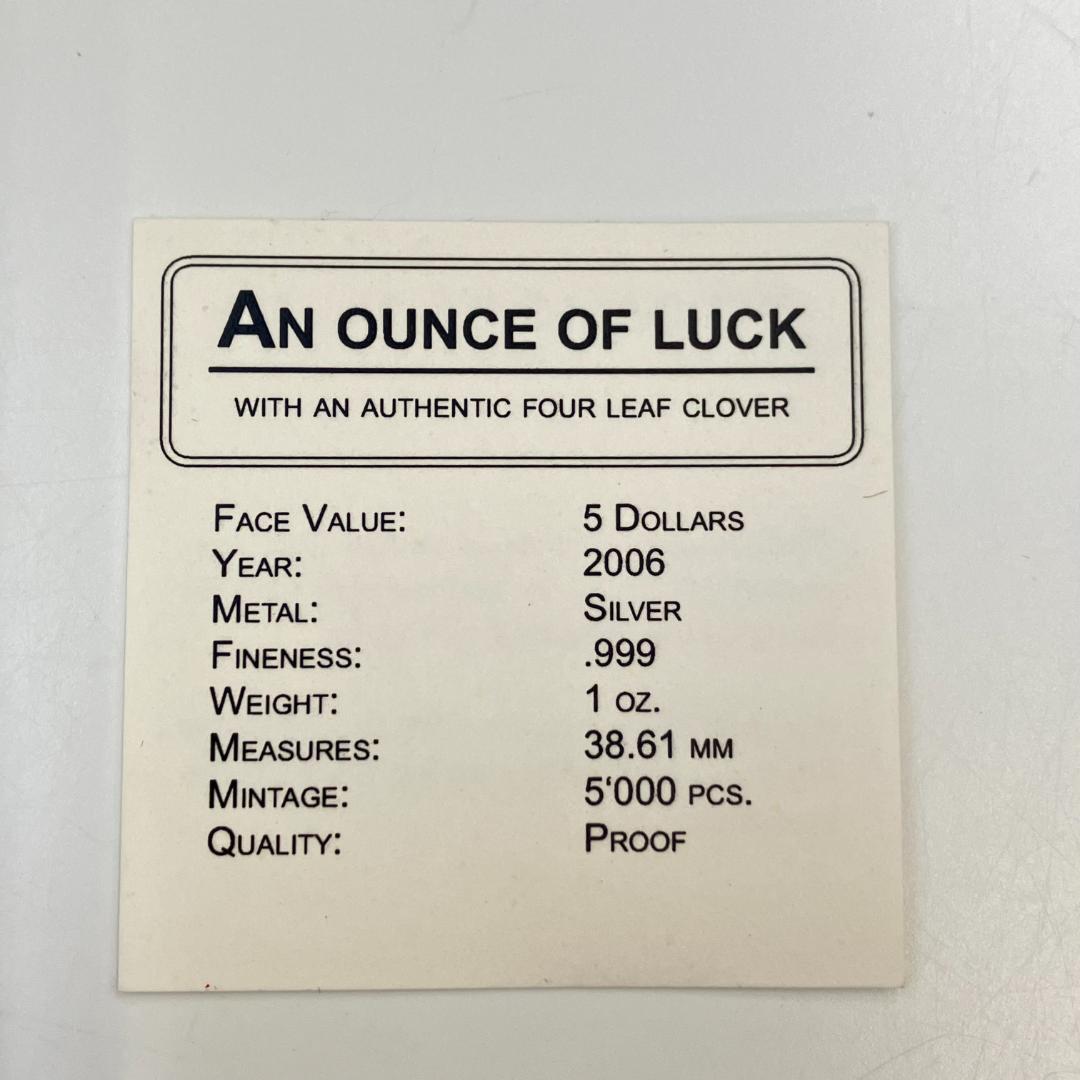 An ounce of luck
with an authentic four leaf clover
Face Value: 5 Dollars
Year: 2006
Metal: Silver
Fineness: .999
Weight: 1 oz.
Measures: 38.61 mm
Mintage: 5‘000 pcs.
Quality: Proof